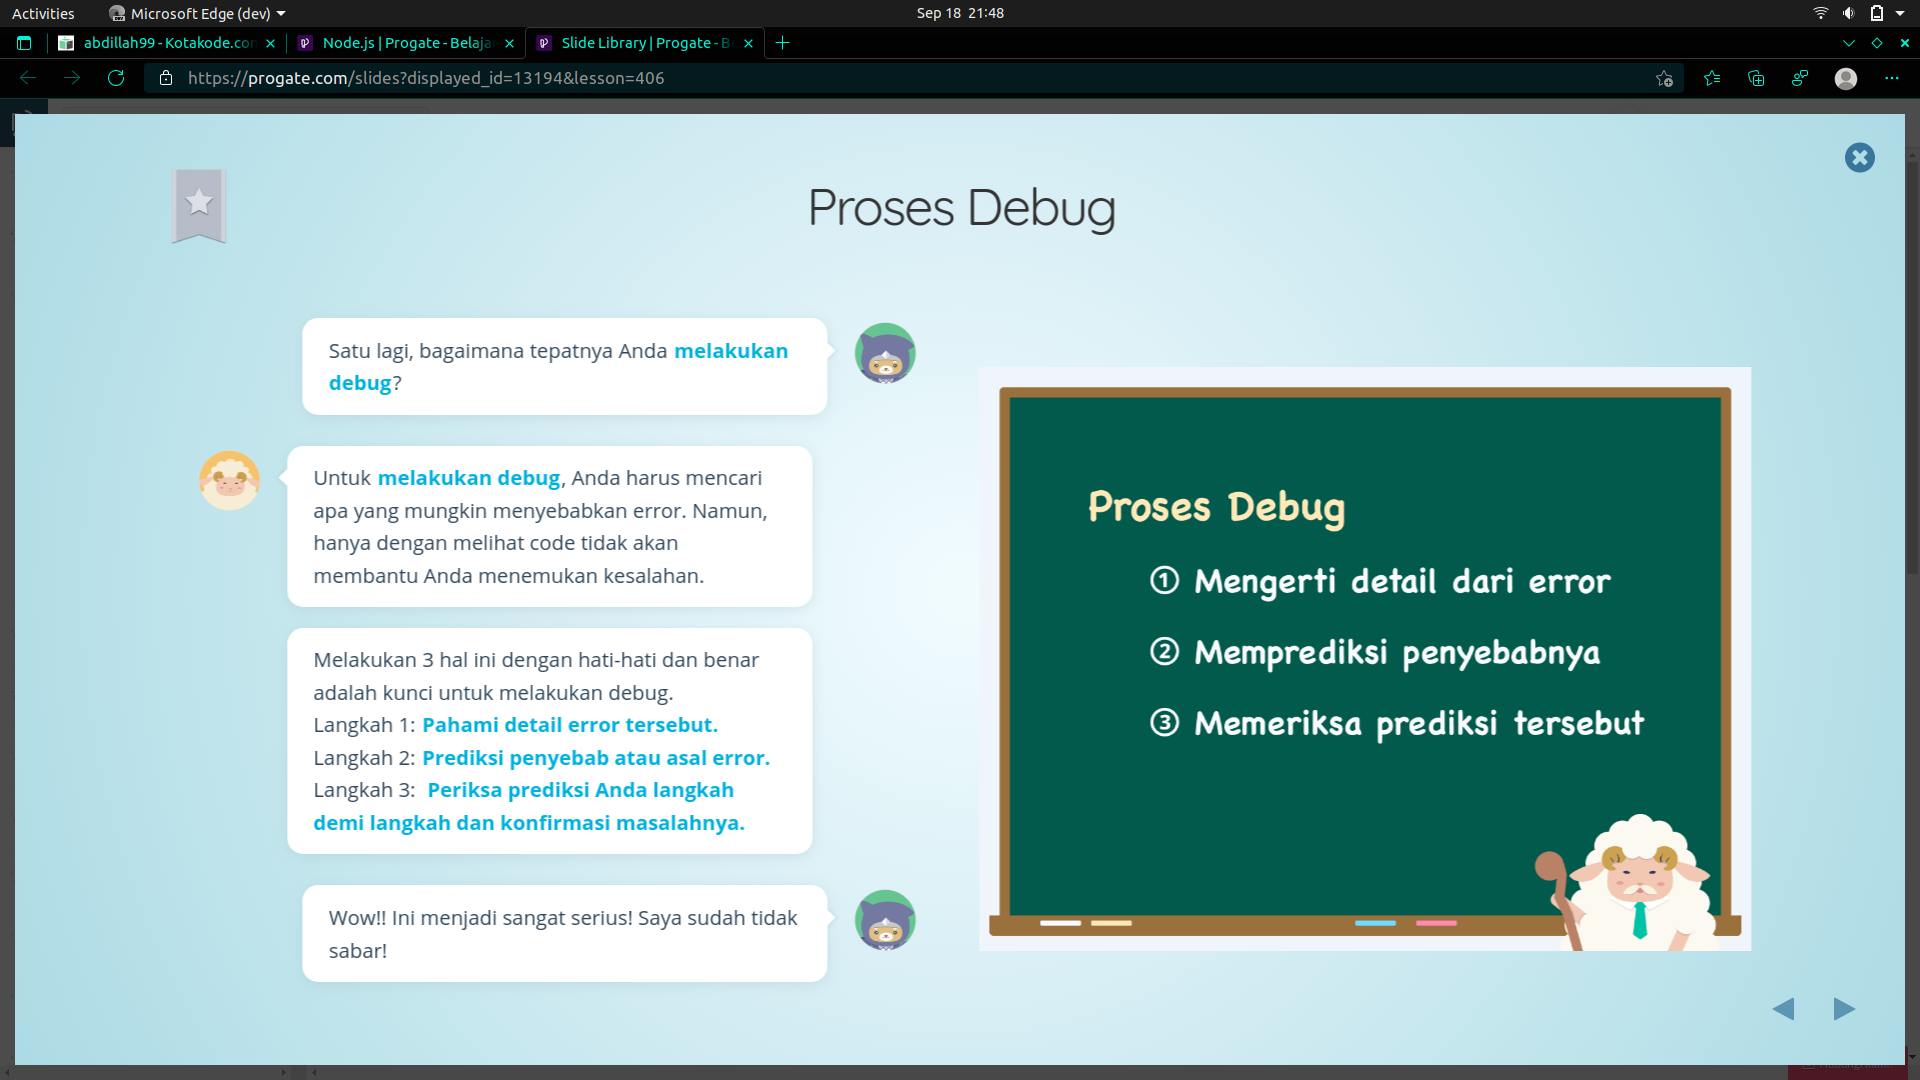 Activities
Microsoft Edge (dev)
Sep 18 21:48
abdillah99 - Kotakode.co
Node.js | Progate - Belaja
Slide Library | Progate - B
https://progate.com/slides?displayed_id=13194&lesson=406
Proses Debug
Satu lagi, bagaimana tepatnya Anda melakukan
debug?
Untuk melakukan debug, Anda harus mencari
apa yang mungkin menyebabkan error. Namun,
hanya dengan melihat code tidak akan
membantu Anda menemukan kesalahan.
Melakukan 3 hal ini dengan hati-hati dan benar
adalah kunci untuk melakukan debug.
Langkah 1: Pahami detail error tersebut.
Langkah 2: Prediksi penyebab atau asal error.
Langkah 3: Periksa prediksi Anda langkah
demi langkah dan konfirmasi masalahnya.
Wow!! Ini menjadi sangat serius! Saya sudah tidak
sabar!
Proses Debug
① Mengerti detail dari error
② Memprediksi penyebabnya
③ Memeriksa prediksi tersebut